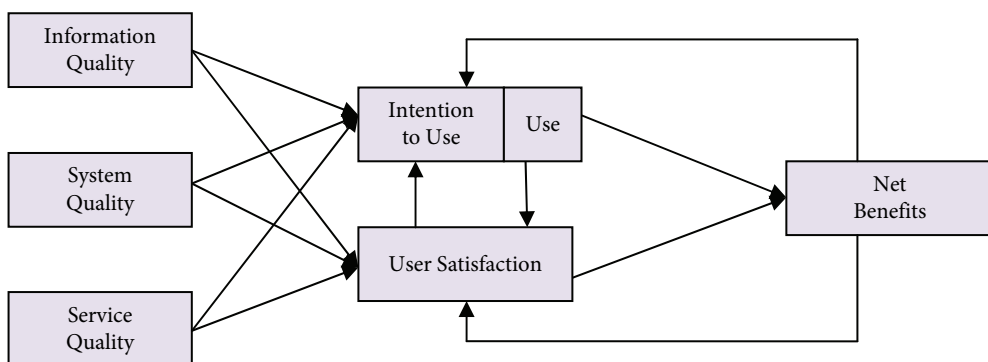 Information
Quality
System
Quality
Service
Quality
Intention
to Use
Use
User Satisfaction
Net
Benefits